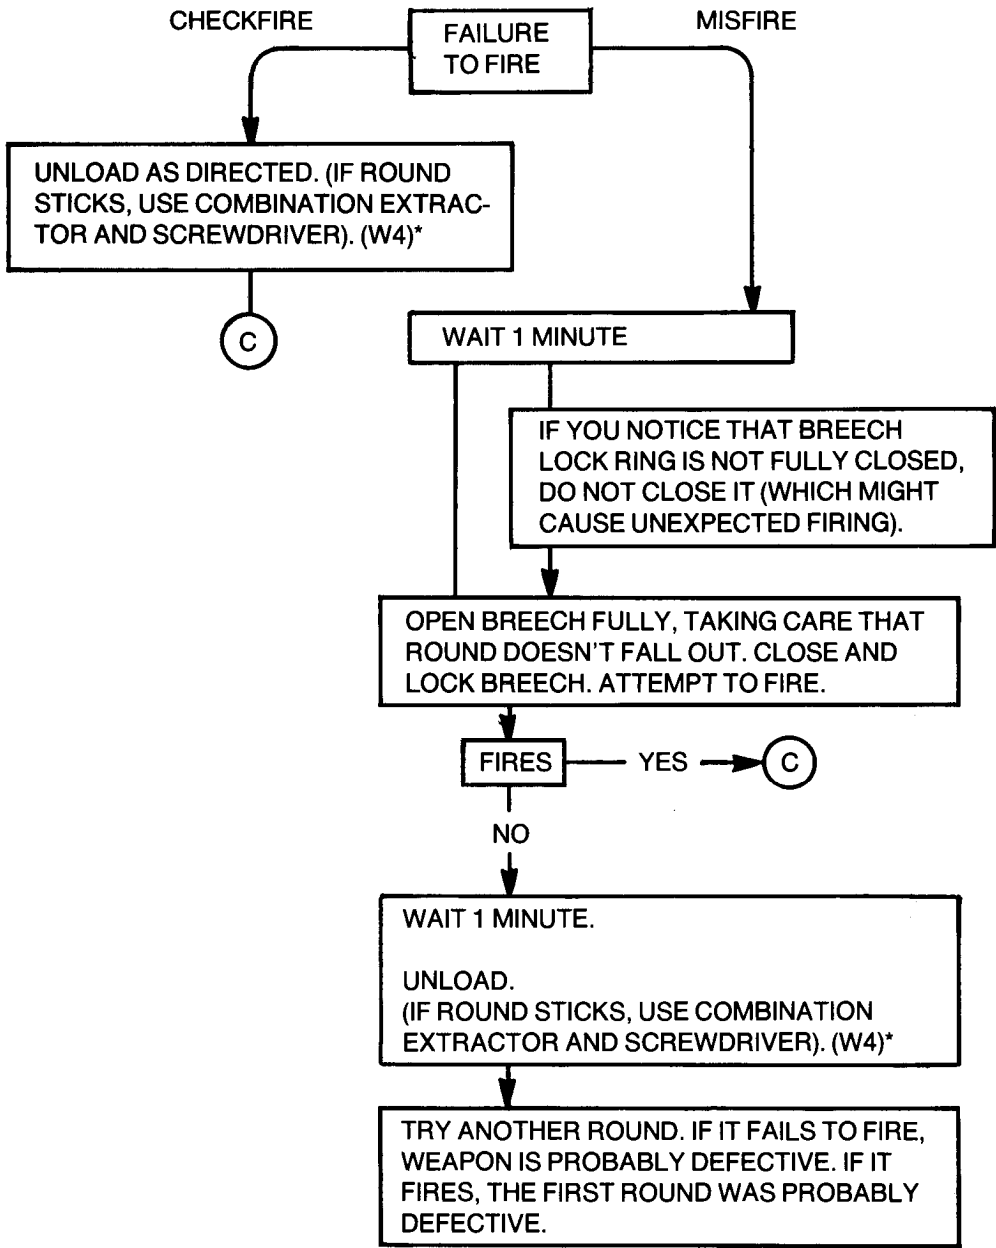 CHECKFIRE
FAILURE
TO FIRE
MISFIRE
UNLOAD AS DIRECTED. (IF ROUND
STICKS, USE COMBINATION EXTRAC-
TOR AND SCREWDRIVER). (W4)*
C
WAIT 1 MINUTE
IF YOU NOTICE THAT BREECH
LOCK RING IS NOT FULLY CLOSED,
DO NOT CLOSE IT (WHICH MIGHT
CAUSE UNEXPECTED FIRING).
OPEN BREECH FULLY, TAKING CARE THAT
ROUND DOESN'T FALL OUT. CLOSE AND
LOCK BREECH. ATTEMPT TO FIRE.
FIRES
YES
C
NO
WAIT 1 MINUTE.
UNLOAD.
(IF ROUND STICKS, USE COMBINATION
EXTRACTOR AND SCREWDRIVER). (W4)*
TRY ANOTHER ROUND. IF IT FAILS TO FIRE,
WEAPON IS PROBABLY DEFECTIVE. IF IT
FIRES, THE FIRST ROUND WAS PROBABLY
DEFECTIVE.